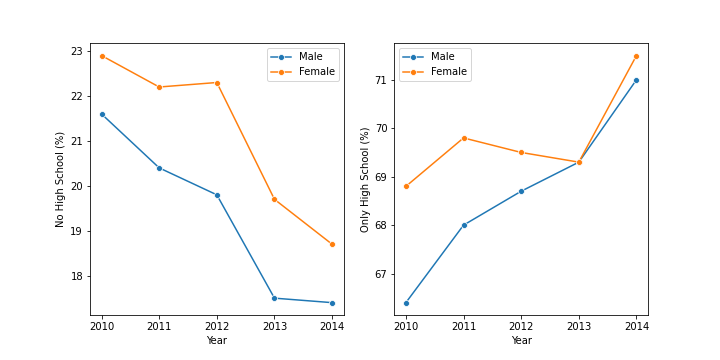 No High School (%)
23
22
21
20
19
18
2010 2011 2012 2013 2014
Year
Male
Female
Only High School (%)
71
70
69
68
67
2010 2011 2012 2013 2014
Year
Male
Female